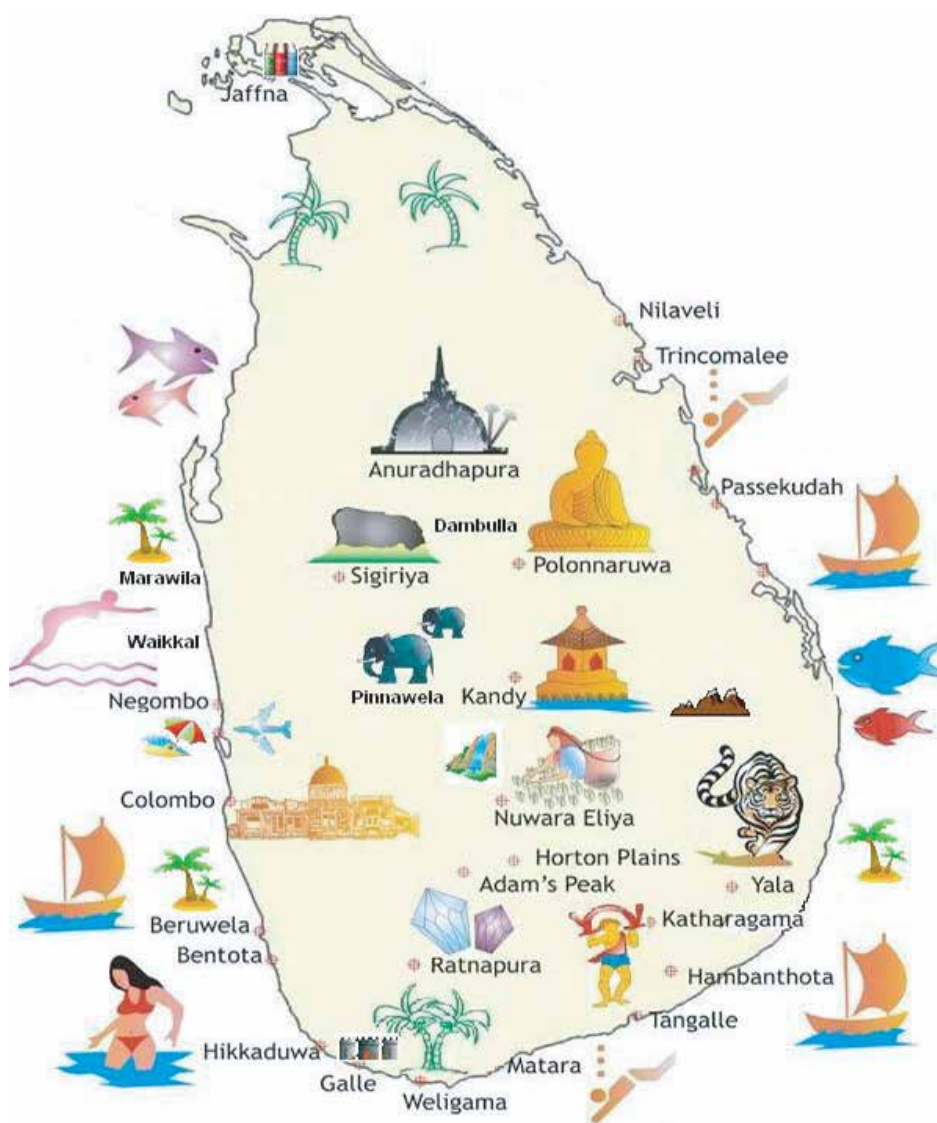 Jaffna
Nilaveli
Trincomalee
Anuradhapura
Passekudah
Dambulla
Marawila
Sigiriya
Polonnaruwa
Waikkal
Pinnawela
Kandy
Negombo
Colombo
Nuwara Eliya
Horton Plains
Adam's Peak
Yala
Beruwela
Katharagama
Bentota
Ratnapura
Hambanthota
Tangalle
Hikkaduwa
Galle
Matara
Weligama